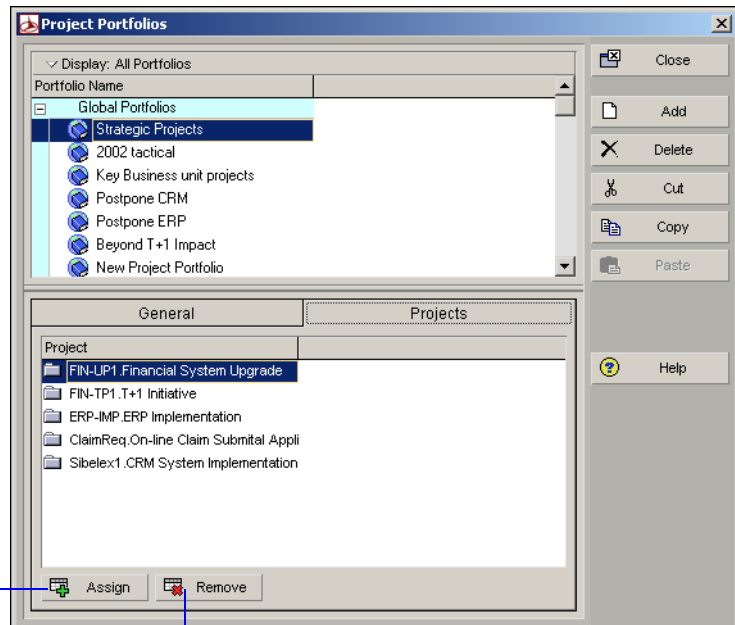 Project Portfolios
Display: All Portfolios
Portfolio Name
Global Portfolios
Strategic Projects
2002 tactical
Key Business unit projects
Postpone CRM
Postpone ERP
Beyond T+1 Impact
New Project Portfolio
General
Projects
Project
FIN-UP1.Financial System Upgrade
FIN-TP1.T+1 Initiative
ERP-IMP.ERP Implementation
ClaimReq.On-line Claim Submital Appli
Sibelex1.CRM System Implementation
Assign
Remove
Close
Add
Delete
Cut
Copy
Paste
Help